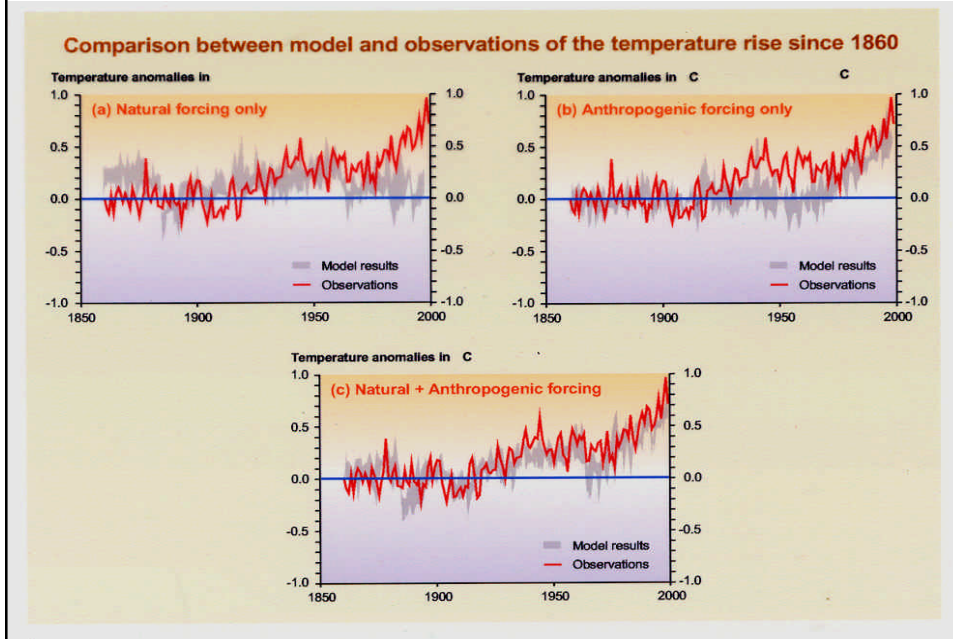 Comparison between model and observations of the temperature rise since 1860
Temperature anomalies in
1.0
0.5
0.0
-0.5
-1.0
(a) Natural forcing only
Model results
Observations
1.0
0.5
0.0
-0.5
-1.0
1850 1900 1950 2000
Temperature anomalies in C
C
1.0
0.5
0.0
-0.5
-1.0
(b) Anthropogenic forcing only
Model results
Observations
1.0
0.5
0.0
-0.5
-1.0
1850 1900 1950 2000
Temperature anomalies in C
1.0
0.5
0.0
-0.5
-1.0
(c) Natural + Anthropogenic forcing
Model results
Observations
1.0
0.5
0.0
-0.5
-1.0
1850 1900 1950 2000